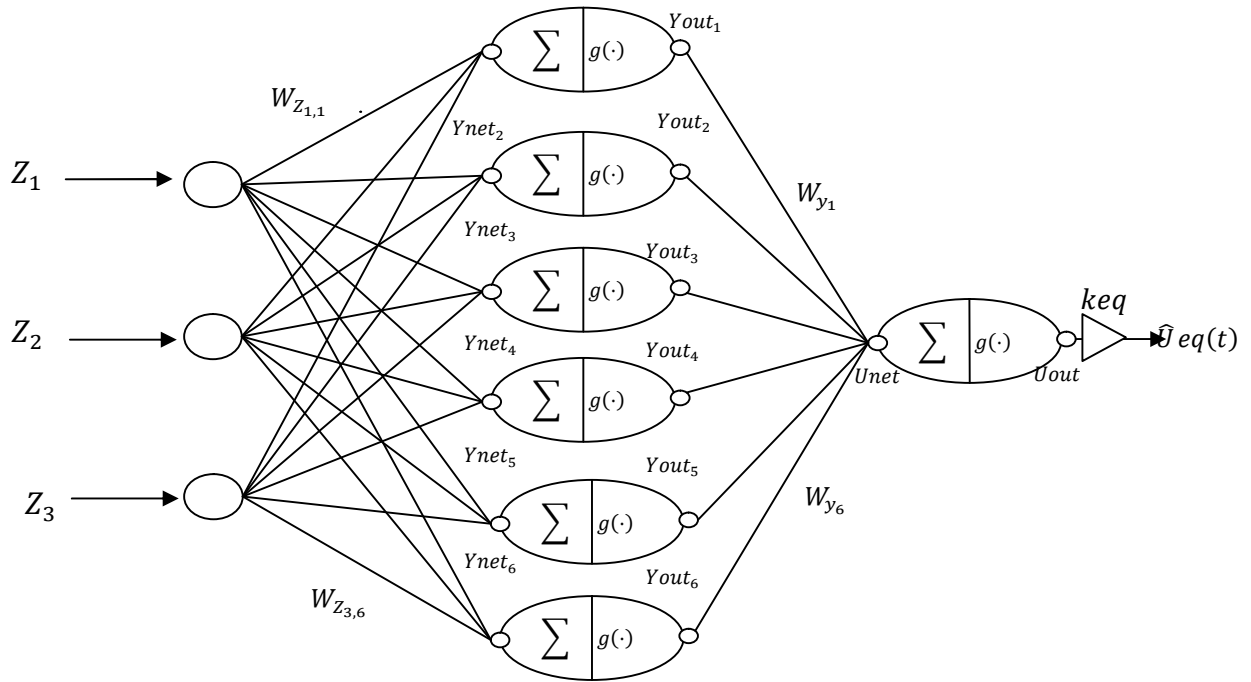 Yout₁
∑ g(·)
W_{Z₁,₁} .
Ynet₂
Yout₂
Z₁
∑ g(·)
W_{y₁}
Ynet₃
Yout₃
∑ g(·)
keq
Z₂
Ynet₄
Yout₄
∑ g(·)
Û eq(t)
Unet
Uout
∑ g(·)
Ynet₅
Yout₅
Z₃
∑ g(·)
W_{y₆}
Ynet₆
Yout₆
W_{Z₃,₆}
∑ g(·)